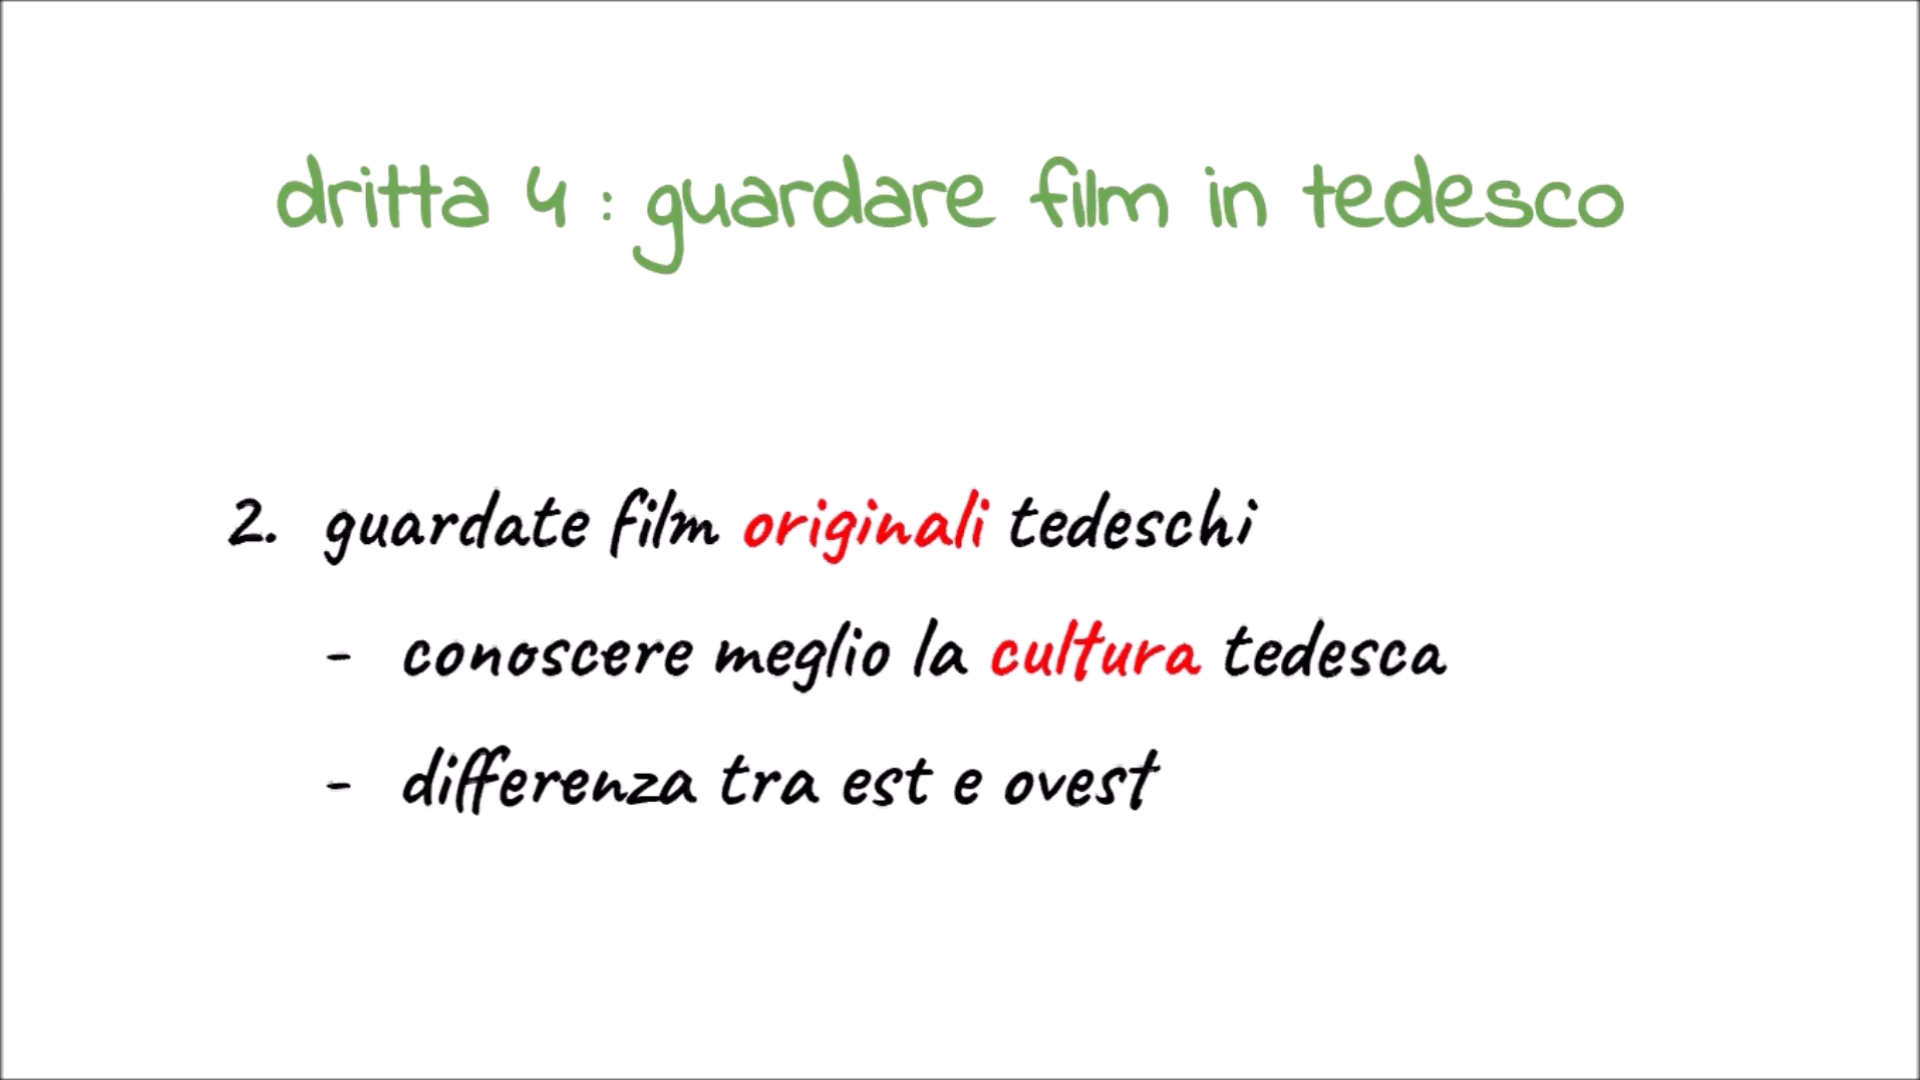 dritta 4 : guardare film in tedesco
2. guardate film originali tedeschi
- conoscere meglio la cultura tedesca
- differenza tra est e ovest